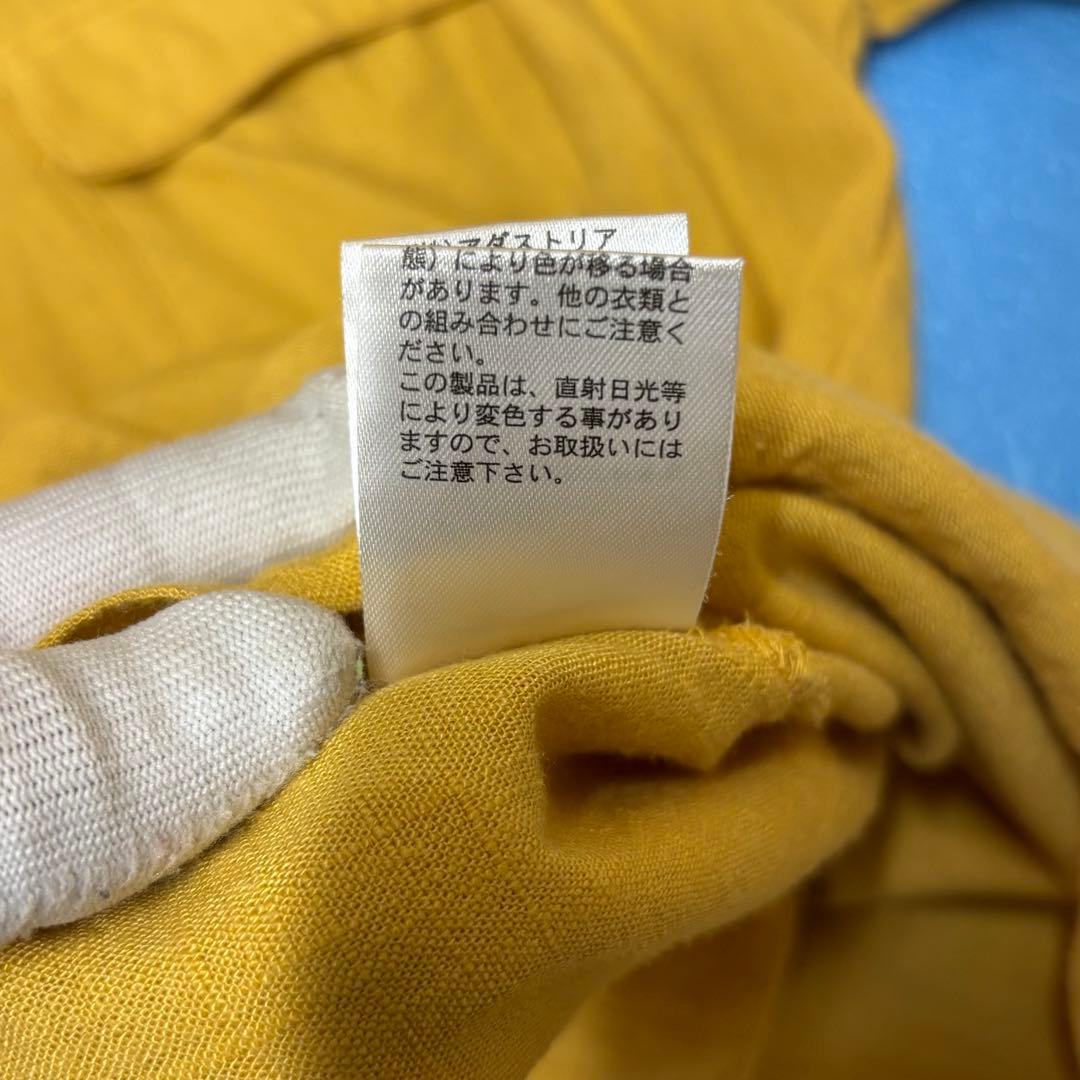 アダストリア
態）により色が移る場合
があります。他の衣類と
の組み合わせにご注意く
ださい。
この製品は、直射日光等
により変色する事があり
ますので、お取扱いには
ご注意下さい。